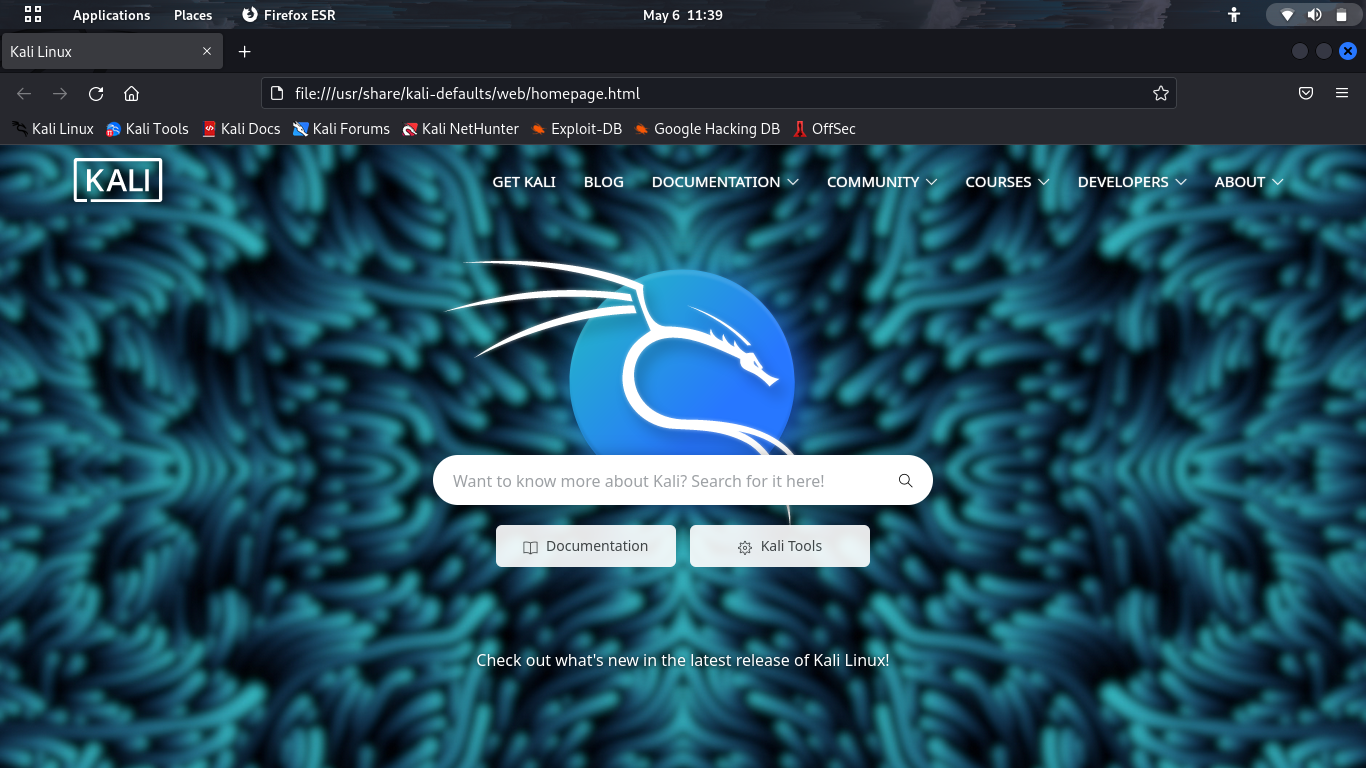 Applications Places Firefox ESR May 6 11:39
Kali Linux
file:///usr/share/kali-defaults/web/homepage.html
Kali Linux Kali Tools Kali Docs Kali Forums Kali NetHunter Exploit-DB Google Hacking DB OffSec
KALI GET KALI BLOG DOCUMENTATION COMMUNITY COURSES DEVELOPERS ABOUT
Want to know more about Kali? Search for it here!
Documentation Kali Tools
Check out what's new in the latest release of Kali Linux!